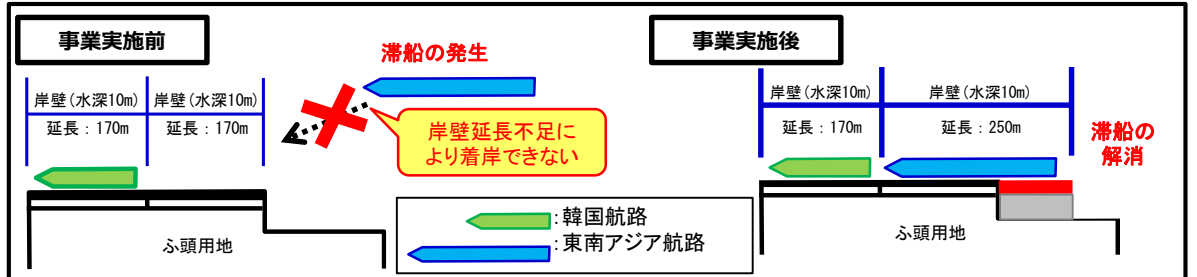 事業実施前
滞船の発生
岸壁(水深10m)
岸壁(水深10m)
延長：170m
延長：170m
岸壁延長不足に
より着岸できない
ふ頭用地
:韓国航路
:東南アジア航路
事業実施後
岸壁(水深10m)
岸壁(水深10m)
延長：170m
延長：250m
滞船の
解消
ふ頭用地